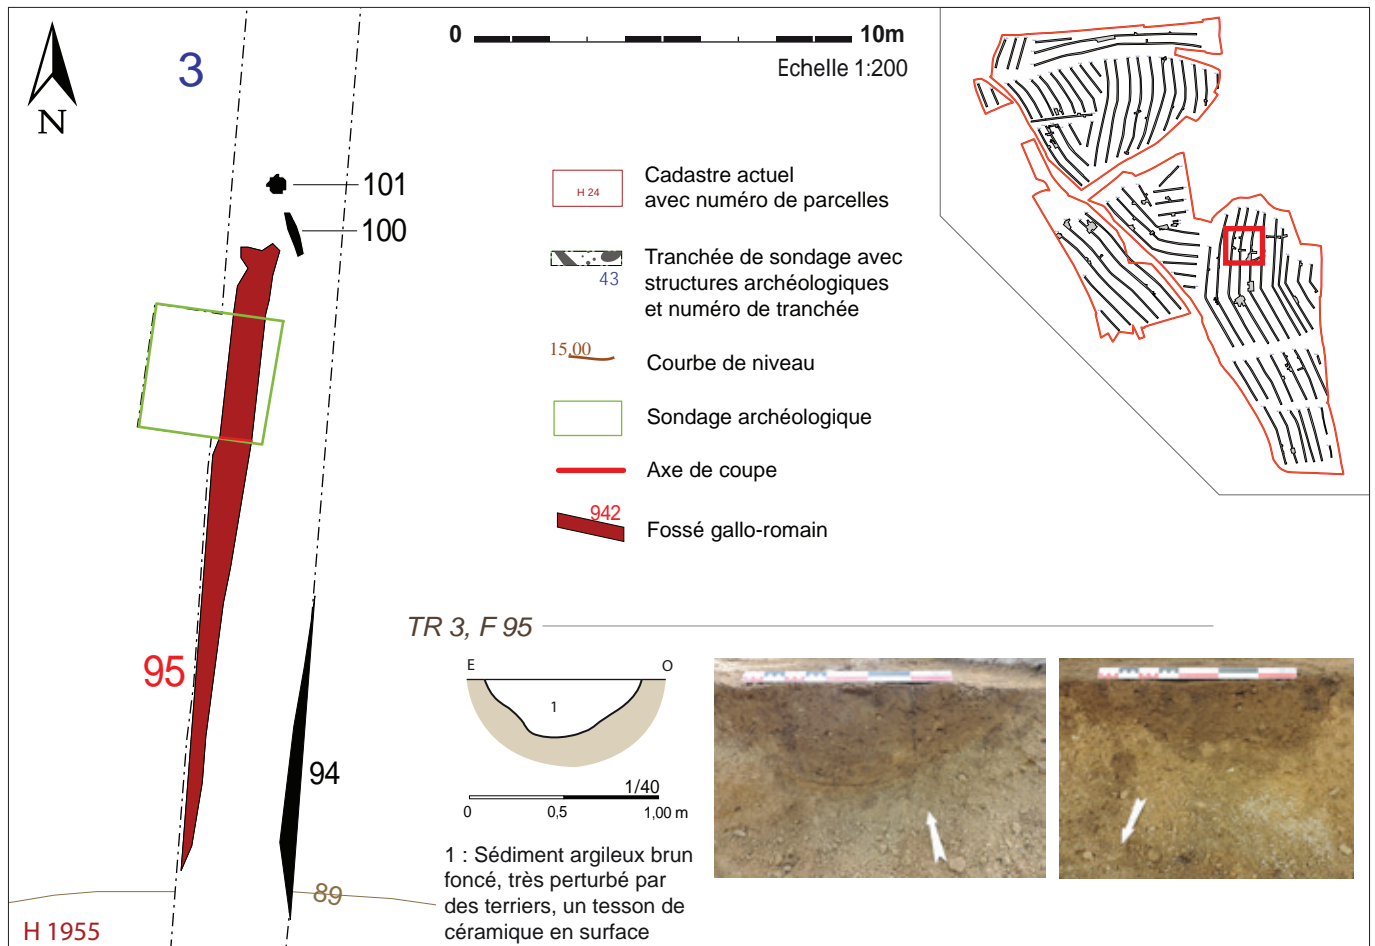 3
N
0
10m
Echelle 1:200
101
100
H 24
Cadastre actuel
avec numéro de parcelles
43
Tranchée de sondage avec
structures archéologiques
et numéro de tranchée
15,00
Courbe de niveau
Sondage archéologique
Axe de coupe
942
Fossé gallo-romain
95
94
89
H 1955
TR 3, F 95
E
O
1
1/40
0
0,5
1,00 m
1 : Sédiment argileux brun
foncé, très perturbé par
des terriers, un tesson de
céramique en surface